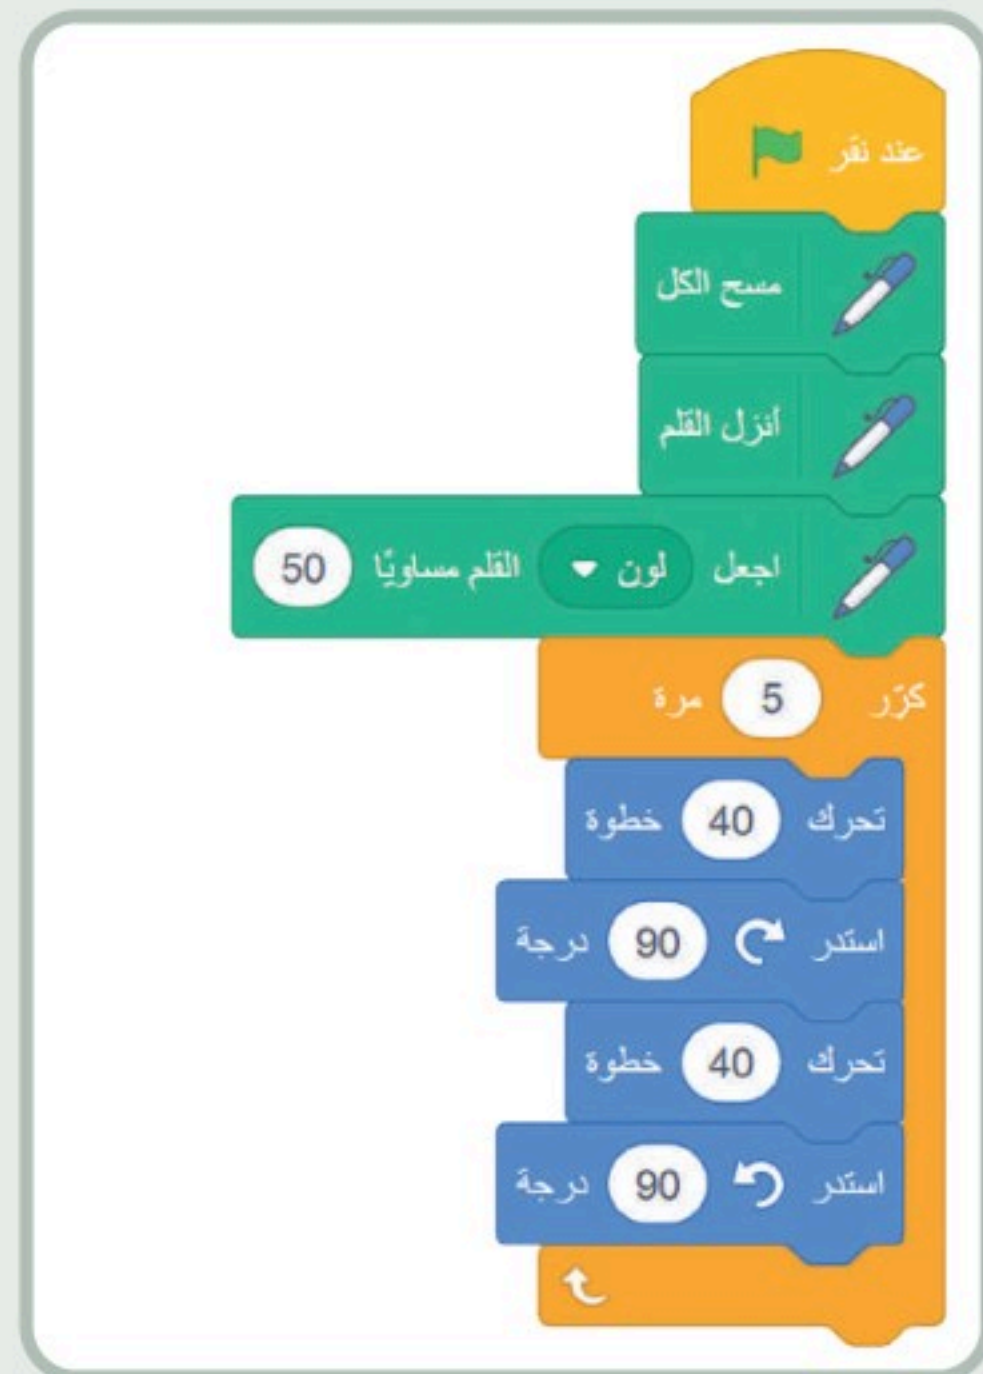 عند نقر
مسح الكل
أنزل القلم
اجعل لون القلم مساويًا 50
كرّر 5 مرة
تحرك 40 خطوة
استدر 90 درجة
تحرك 40 خطوة
استدر 90 درجة